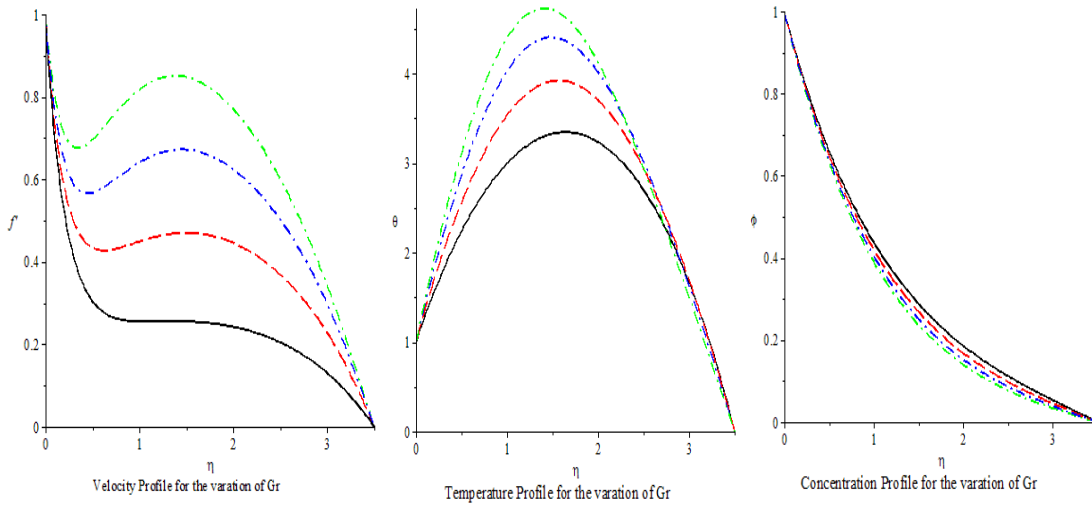 1
0.8
0.6
f'
0.4
0.2
0
0 1 2 3
η
Velocity Profile for the varation of Gr
4
3
θ
2
1
0
0 1 2 3
η
Temperature Profile for the varation of Gr
1
0.8
0.6
ϕ
0.4
0.2
0
0 1 2 3
η
Concentration Profile for the varation of Gr